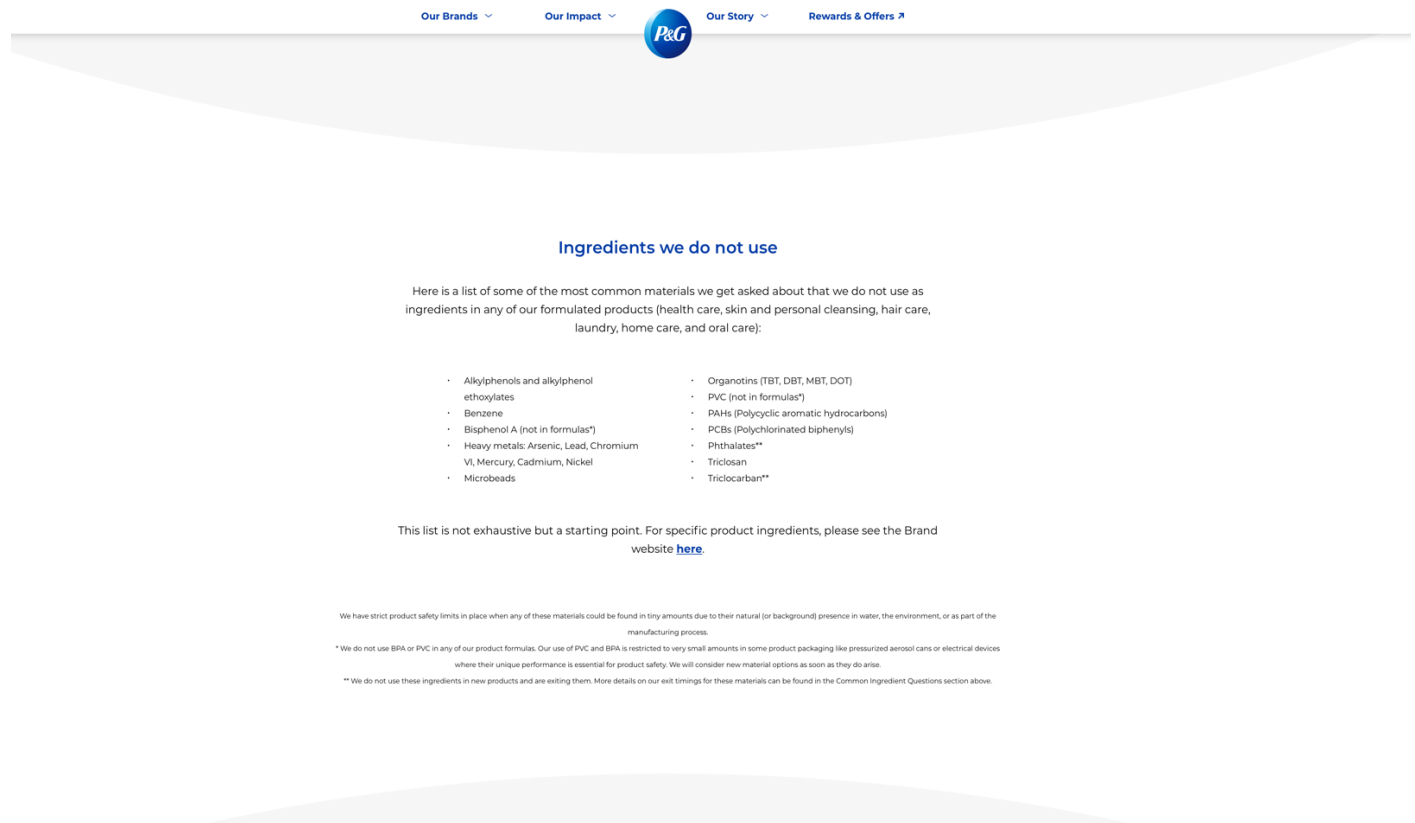 Our Brands
Our Impact
P&G
Our Story
Rewards & Offers ↗
Ingredients we do not use
Here is a list of some of the most common materials we get asked about that we do not use as
ingredients in any of our formulated products (health care, skin and personal cleansing, hair care,
laundry, home care, and oral care):
· Alkylphenols and alkylphenol
ethoxylates
· Benzene
· Bisphenol A (not in formulas*)
· Heavy metals: Arsenic, Lead, Chromium
VI, Mercury, Cadmium, Nickel
· Microbeads
· Organotins (TBT, DBT, MBT, DOT)
· PVC (not in formulas*)
· PAHs (Polycyclic aromatic hydrocarbons)
· PCBs (Polychlorinated biphenyls)
· Phthalates**
· Triclosan
· Triclocarban**
This list is not exhaustive but a starting point. For specific product ingredients, please see the Brand
website here.
We have strict product safety limits in place when any of these materials could be found in tiny amounts due to their natural (or background) presence in water, the environment, or as part of the
manufacturing process.
* We do not use BPA or PVC in any of our product formulas. Our use of PVC and BPA is restricted to very small amounts in some product packaging like pressurized aerosol cans or electrical devices
where their unique performance is essential for product safety. We will consider new material options as soon as they do arise.
** We do not use these ingredients in new products and are exiting them. More details on our exit timings for these materials can be found in the Common Ingredient Questions section above.